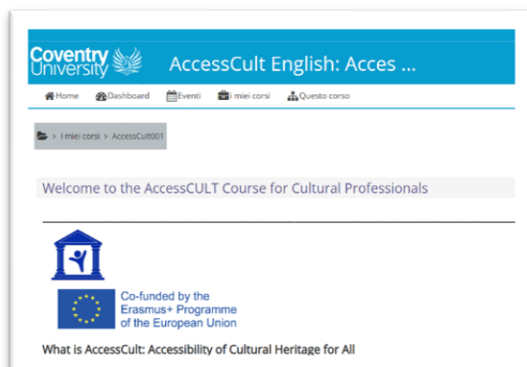 Coventry
University
AccessCult English: Acces ...
Home Dashboard Eventi I miei corsi Questo corso
> I miei corsi > AccessCult001
Welcome to the AccessCULT Course for Cultural Professionals
Co-funded by the
Erasmus+ Programme
of the European Union
What is AccessCult: Accessibility of Cultural Heritage for All